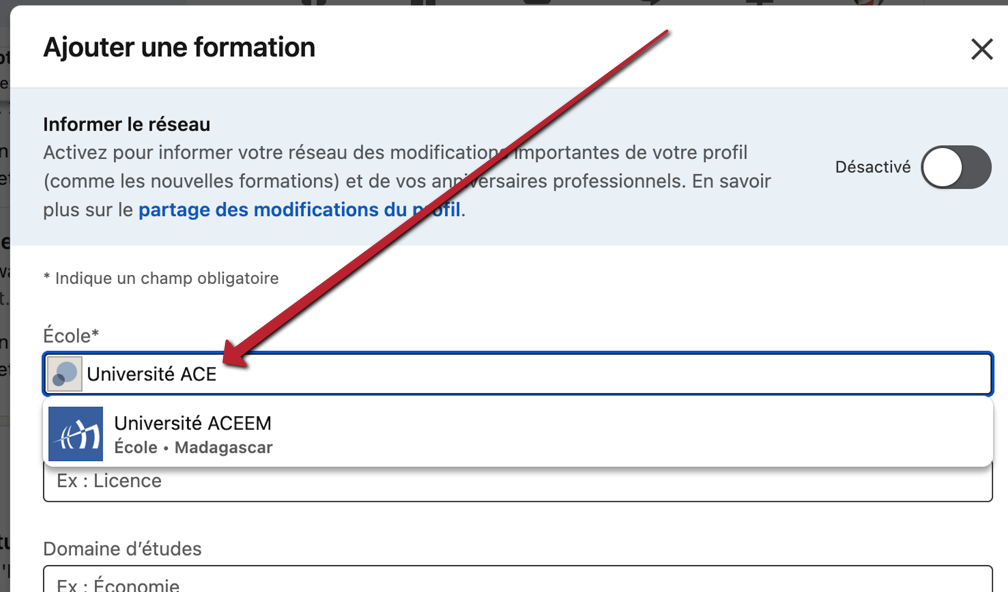 Ajouter une formation
Informer le réseau
Activez pour informer votre réseau des modifications importantes de votre profil
(comme les nouvelles formations) et de vos anniversaires professionnels. En savoir
plus sur le partage des modifications du profil.
Désactivé
* Indique un champ obligatoire
École*
Université ACE
Université ACEEM
École • Madagascar
Ex : Licence
Domaine d’études
Ex : Économie